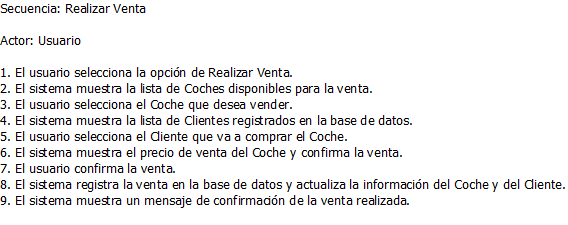 Secuencia: Realizar Venta
Actor: Usuario
1. El usuario selecciona la opción de Realizar Venta.
2. El sistema muestra la lista de Coches disponibles para la venta.
3. El usuario selecciona el Coche que desea vender.
4. El sistema muestra la lista de Clientes registrados en la base de datos.
5. El usuario selecciona el Cliente que va a comprar el Coche.
6. El sistema muestra el precio de venta del Coche y confirma la venta.
7. El usuario confirma la venta.
8. El sistema registra la venta en la base de datos y actualiza la información del Coche y del Cliente.
9. El sistema muestra un mensaje de confirmación de la venta realizada.